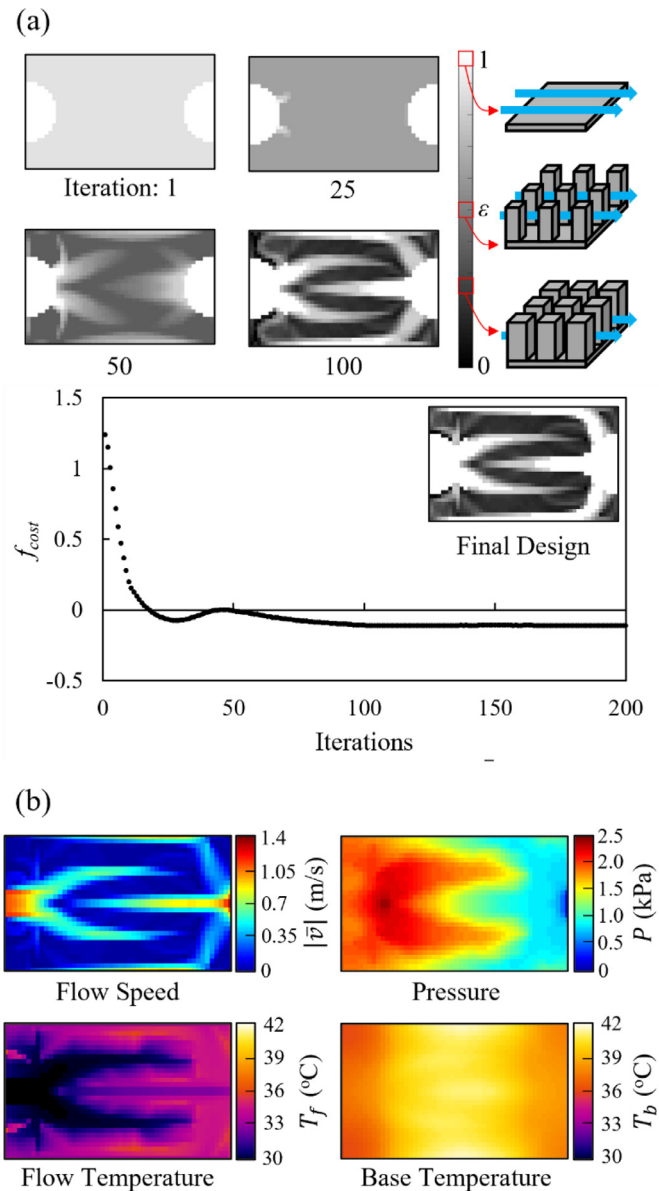 (a)
Iteration: 1
25
50
100
1
ε
0
1.5
1
0.5
0
-0.5
f_cost
Final Design
0
50
100
150
200
Iterations
(b)
1.4
1.05
0.7
0.35
0
|v̄| (m/s)
Flow Speed
2.5
2.0
1.5
1.0
0.5
0
P (kPa)
Pressure
42
39
36
33
30
T_f (°C)
Flow Temperature
42
39
36
33
30
T_b (°C)
Base Temperature